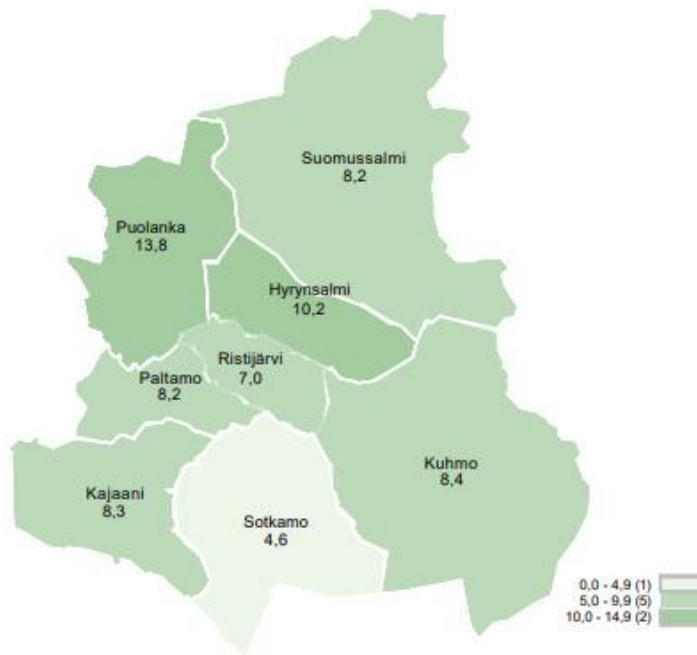 Suomussalmi
8,2
Puolanka
13,8
Hyrynsalmi
10,2
Ristijärvi
7,0
Paltamo
8,2
Kuhmo
8,4
Kajaani
8,3
Sotkamo
4,6
0,0 - 4,9 (1)
5,0 - 9,9 (5)
10,0 - 14,9 (2)